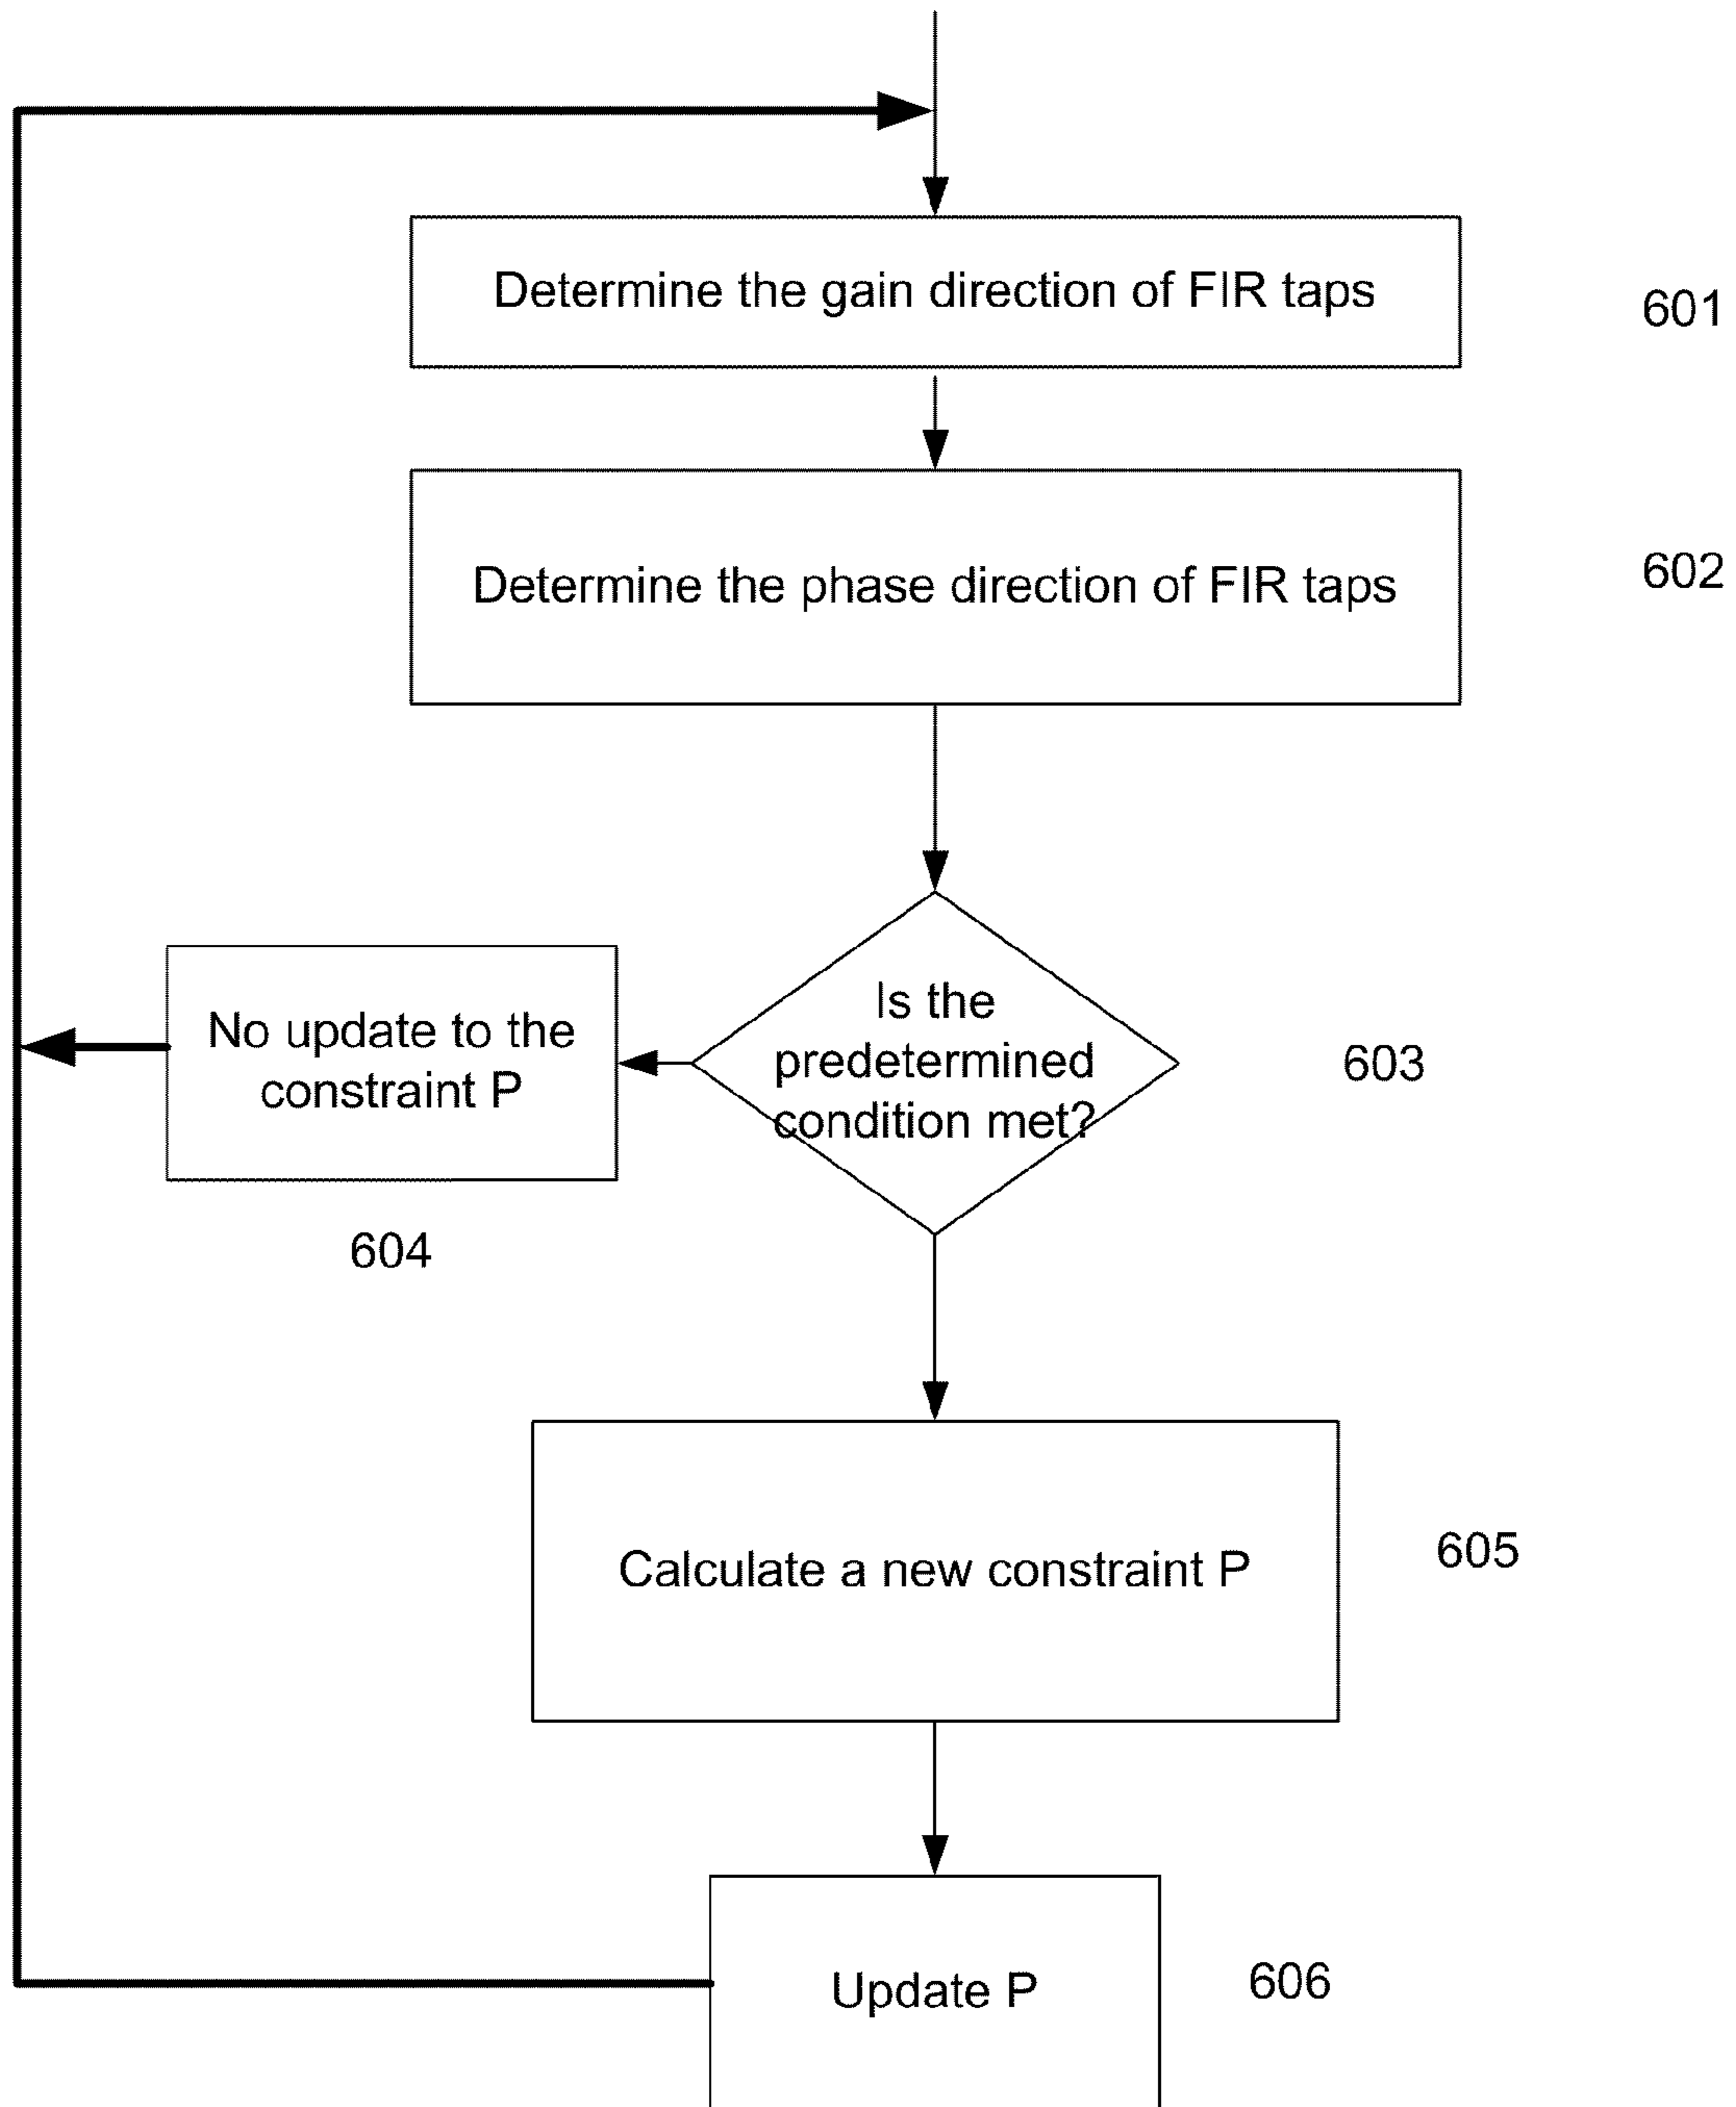 Determine the gain direction of FIR taps
601
Determine the phase direction of FIR taps
602
Is the
predetermined
condition met?
603
No update to the
constraint P
604
Calculate a new constraint P
605
Update P
606